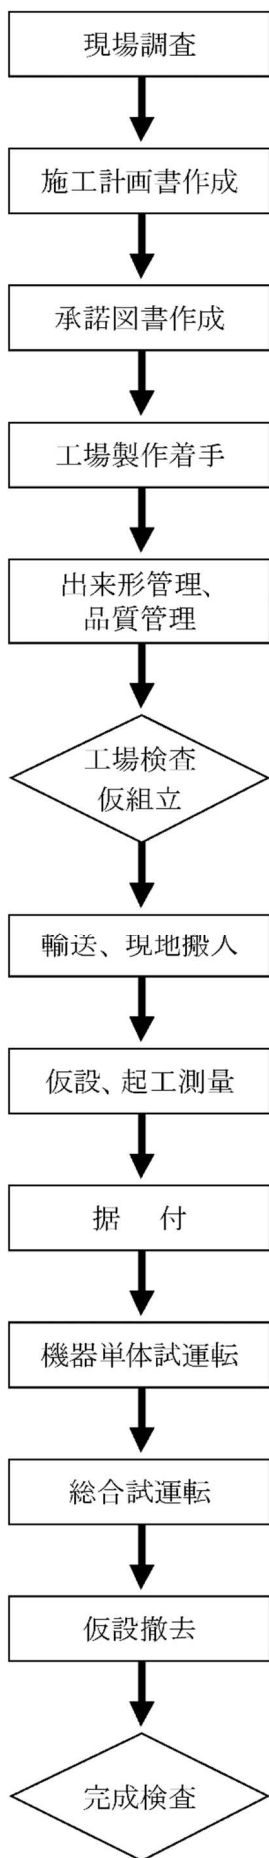 現場調査
施工計画書作成
承諾図書作成
工場製作着手
出来形管理、
品質管理
工場検査
仮組立
輸送、現地搬入
仮設、起工測量
据 付
機器単体試運転
総合試運転
仮設撤去
完成検査